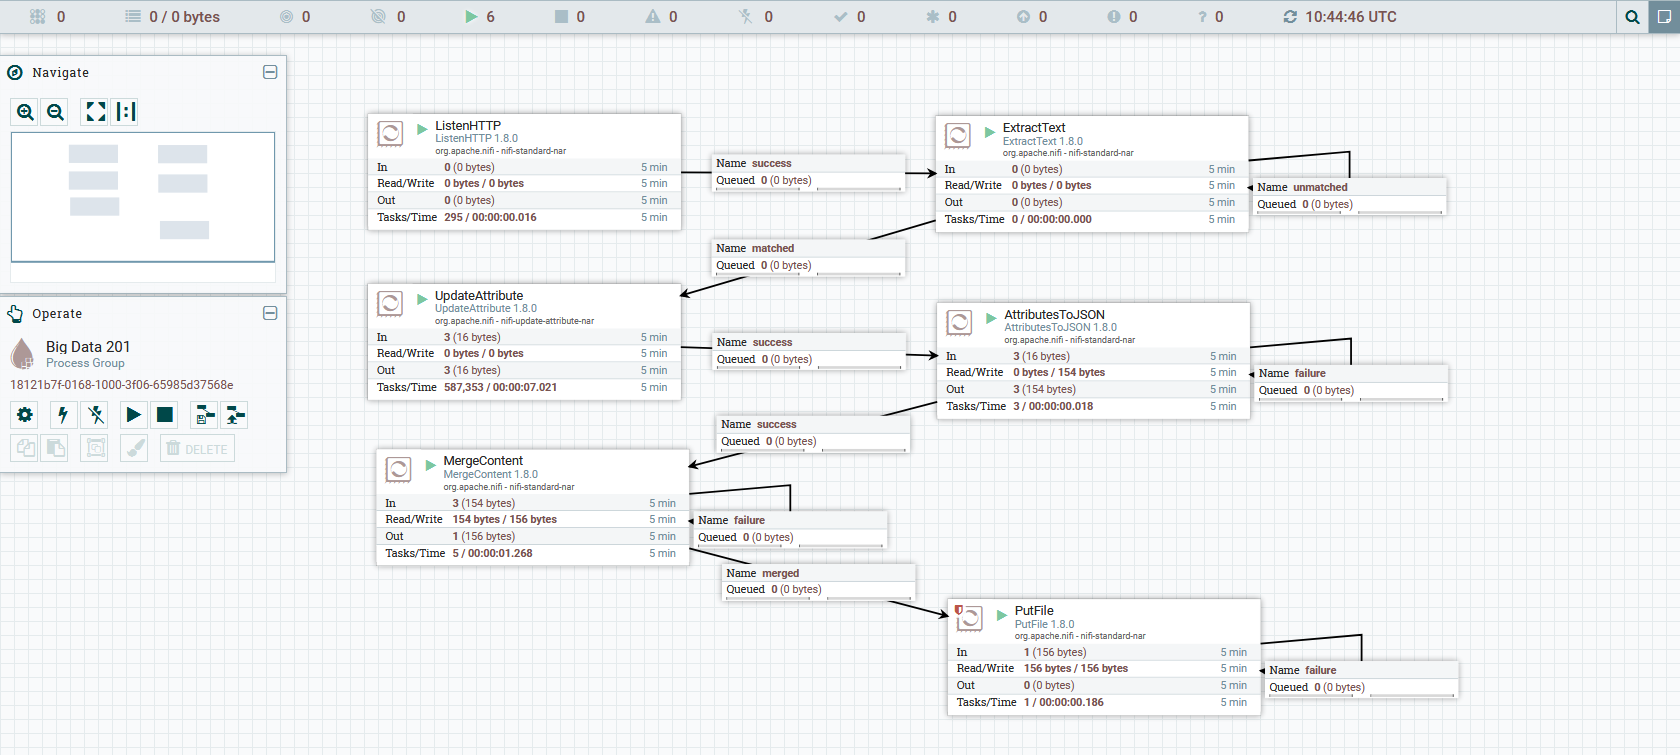 0
0 / 0 bytes
0
0
6
0
0
0
0
0
0
0
0
10:44:46 UTC
Navigate
Operate
Big Data 201
Process Group
18121b7f-0168-1000-3f06-65985d37568e
DELETE
ListenHTTP
ListenHTTP 1.8.0
org.apache.nifi - nifi-standard-nar
In 0 (0 bytes) 5 min
Read/Write 0 bytes / 0 bytes 5 min
Out 0 (0 bytes) 5 min
Tasks/Time 295 / 00:00:00.016 5 min
Name success
Queued 0 (0 bytes)
ExtractText
ExtractText 1.8.0
org.apache.nifi - nifi-standard-nar
In 0 (0 bytes) 5 min
Read/Write 0 bytes / 0 bytes 5 min
Out 0 (0 bytes) 5 min
Tasks/Time 0 / 00:00:00.000 5 min
Name unmatched
Queued 0 (0 bytes)
Name matched
Queued 0 (0 bytes)
UpdateAttribute
UpdateAttribute 1.8.0
org.apache.nifi - nifi-update-attribute-nar
In 3 (16 bytes) 5 min
Read/Write 0 bytes / 0 bytes 5 min
Out 3 (16 bytes) 5 min
Tasks/Time 587,353 / 00:00:07.021 5 min
Name success
Queued 0 (0 bytes)
AttributesToJSON
AttributesToJSON 1.8.0
org.apache.nifi - nifi-standard-nar
In 3 (16 bytes) 5 min
Read/Write 0 bytes / 154 bytes 5 min
Out 3 (154 bytes) 5 min
Tasks/Time 3 / 00:00:00.018 5 min
Name failure
Queued 0 (0 bytes)
Name success
Queued 0 (0 bytes)
MergeContent
MergeContent 1.8.0
org.apache.nifi - nifi-standard-nar
In 3 (154 bytes) 5 min
Read/Write 154 bytes / 156 bytes 5 min
Out 1 (156 bytes) 5 min
Tasks/Time 5 / 00:00:01.268 5 min
Name failure
Queued 0 (0 bytes)
Name merged
Queued 0 (0 bytes)
PutFile
PutFile 1.8.0
org.apache.nifi - nifi-standard-nar
In 1 (156 bytes) 5 min
Read/Write 156 bytes / 156 bytes 5 min
Out 0 (0 bytes) 5 min
Tasks/Time 1 / 00:00:00.186 5 min
Name failure
Queued 0 (0 bytes)